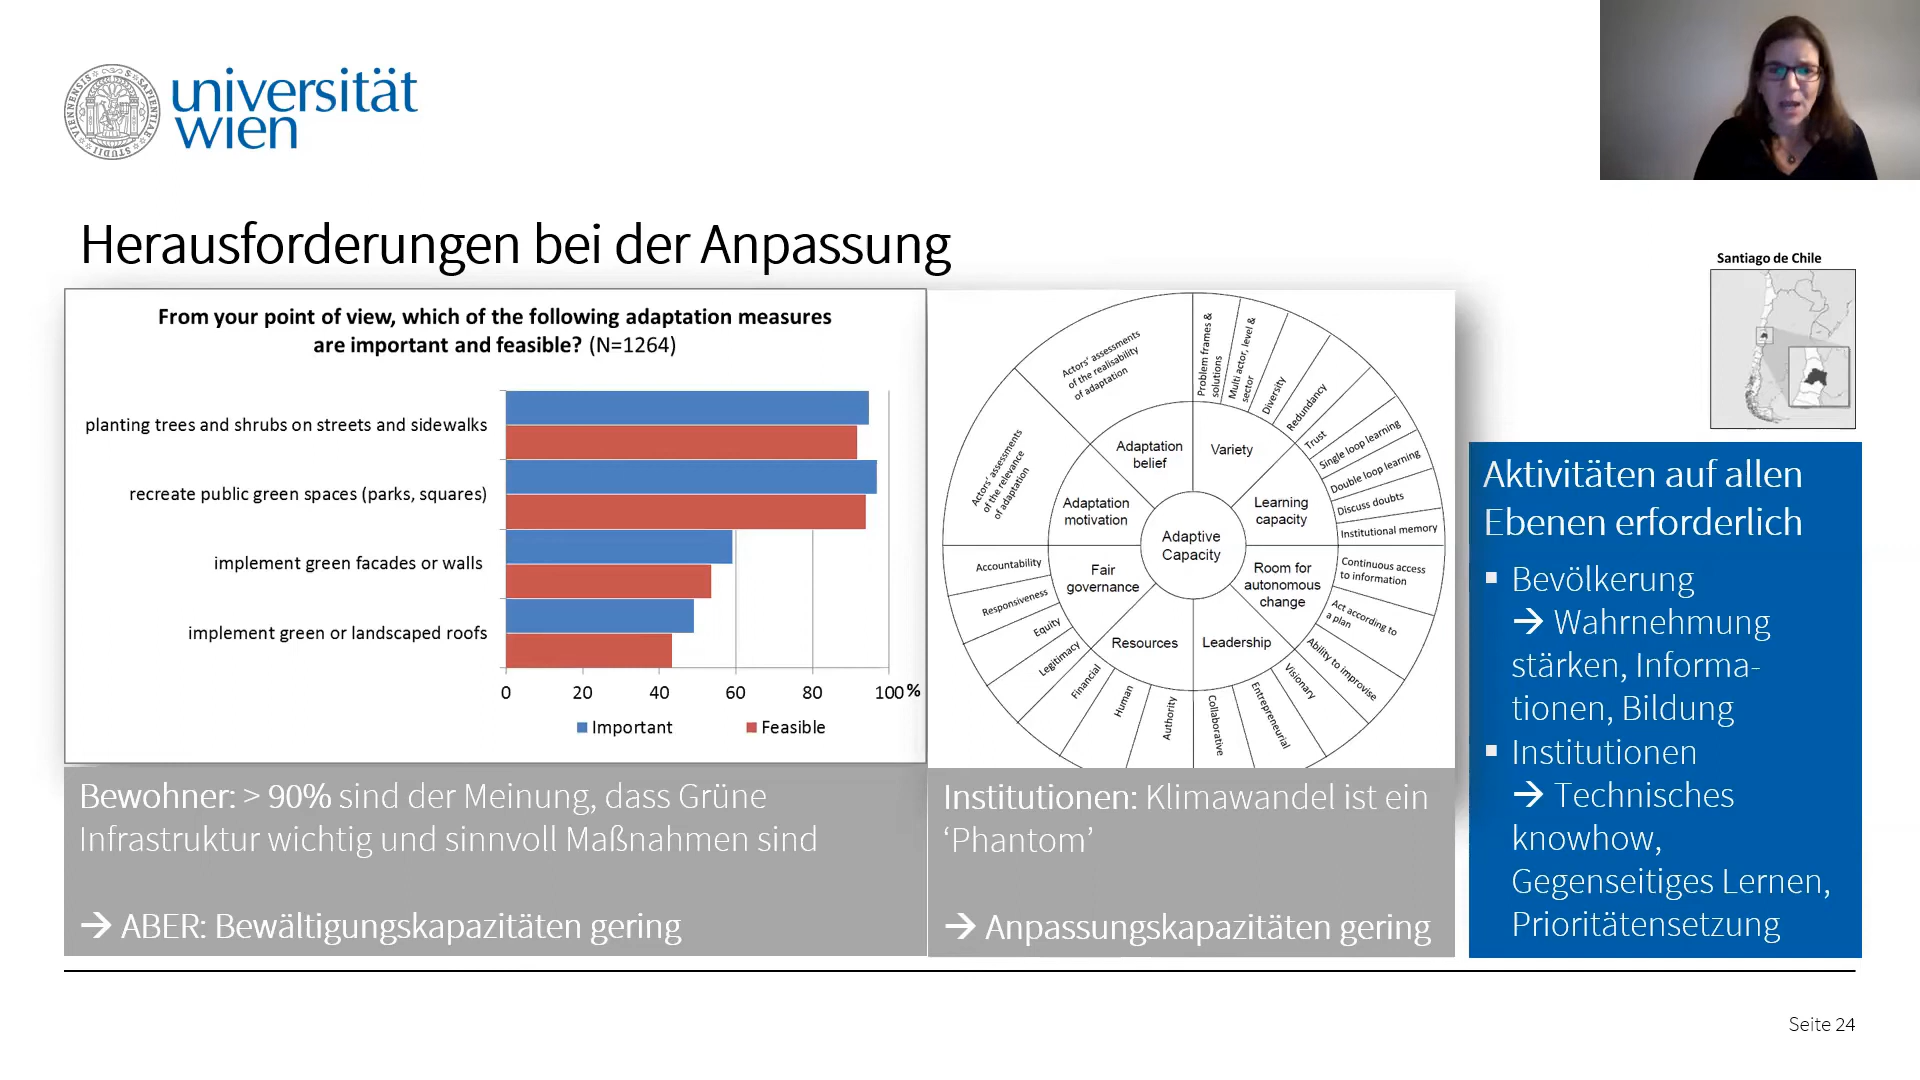 universität
wien
Herausforderungen bei der Anpassung
From your point of view, which of the following adaptation measures
are important and feasible? (N=1264)
planting trees and shrubs on streets and sidewalks
recreate public green spaces (parks, squares)
implement green facades or walls
implement green or landscaped roofs
0 20 40 60 80 100 %
Important Feasible
Bewohner: > 90% sind der Meinung, dass Grüne
Infrastruktur wichtig und sinnvoll Maßnahmen sind
→ ABER: Bewältigungskapazitäten gering
Adaptive
Capacity
Adaptation
belief
Variety
Learning
capacity
Room for
autonomous
change
Leadership
Resources
Fair
governance
Adaptation
motivation
Actors' assessments
of the realisability
of adaptation
Problem frames &
solutions
Multi actor, level &
sector
Diversity
Redundancy
Trust
Single loop learning
Double loop learning
Discuss doubts
Institutional memory
Continuous access
to information
Act according to
a plan
Ability to improvise
Visionary
Entrepreneurial
Collaborative
Authority
Human
Financial
Legitimacy
Equity
Responsiveness
Accountability
Actors' assessments
of the relevance
of adaptation
Institutionen: Klimawandel ist ein
‘Phantom’
→ Anpassungskapazitäten gering
Santiago de Chile
Aktivitäten auf allen
Ebenen erforderlich
▪ Bevölkerung
→ Wahrnehmung
stärken, Informa-
tionen, Bildung
▪ Institutionen
→ Technisches
knowhow,
Gegenseitiges Lernen,
Prioritätensetzung
Seite 24